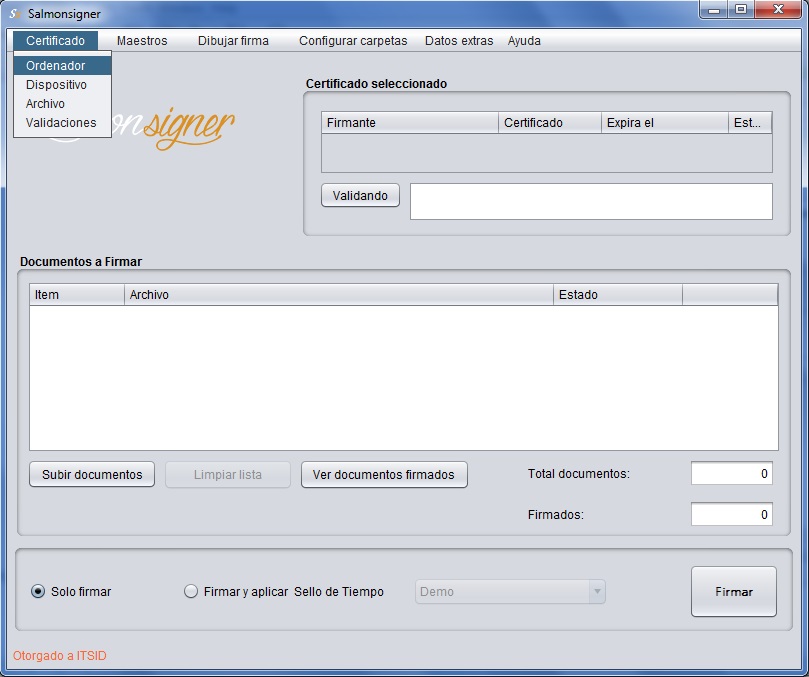 Salmonsigner
Certificado Maestros Dibujar firma Configurar carpetas Datos extras Ayuda
Ordenador
Dispositivo
Archivo
Validaciones
onsigner
Certificado seleccionado
Firmante Certificado Expira el Est...
Validando
Documentos a Firmar
Item Archivo Estado
Subir documentos Limpiar lista Ver documentos firmados Total documentos: 0
Firmados: 0
Solo firmar Firmar y aplicar Sello de Tiempo Demo Firmar
Otorgado a ITSID